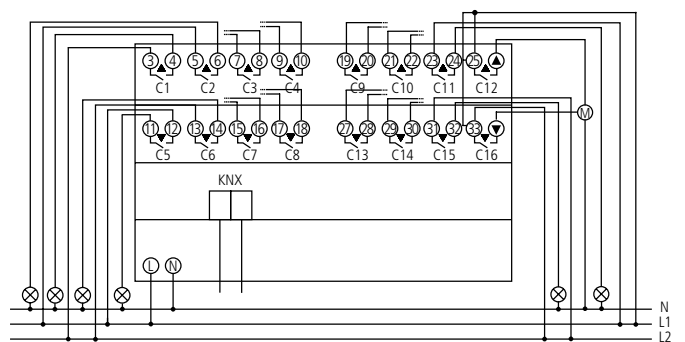 3 4 5 6 7 8 9 10 19 20 21 22 23 24 25
C1 C2 C3 C4 C9 C10 C11 C12
M
11 12 13 14 15 16 17 18 27 28 29 30 31 32 33
C5 C6 C7 C8 C13 C14 C15 C16
KNX
L N
N
L1
L2